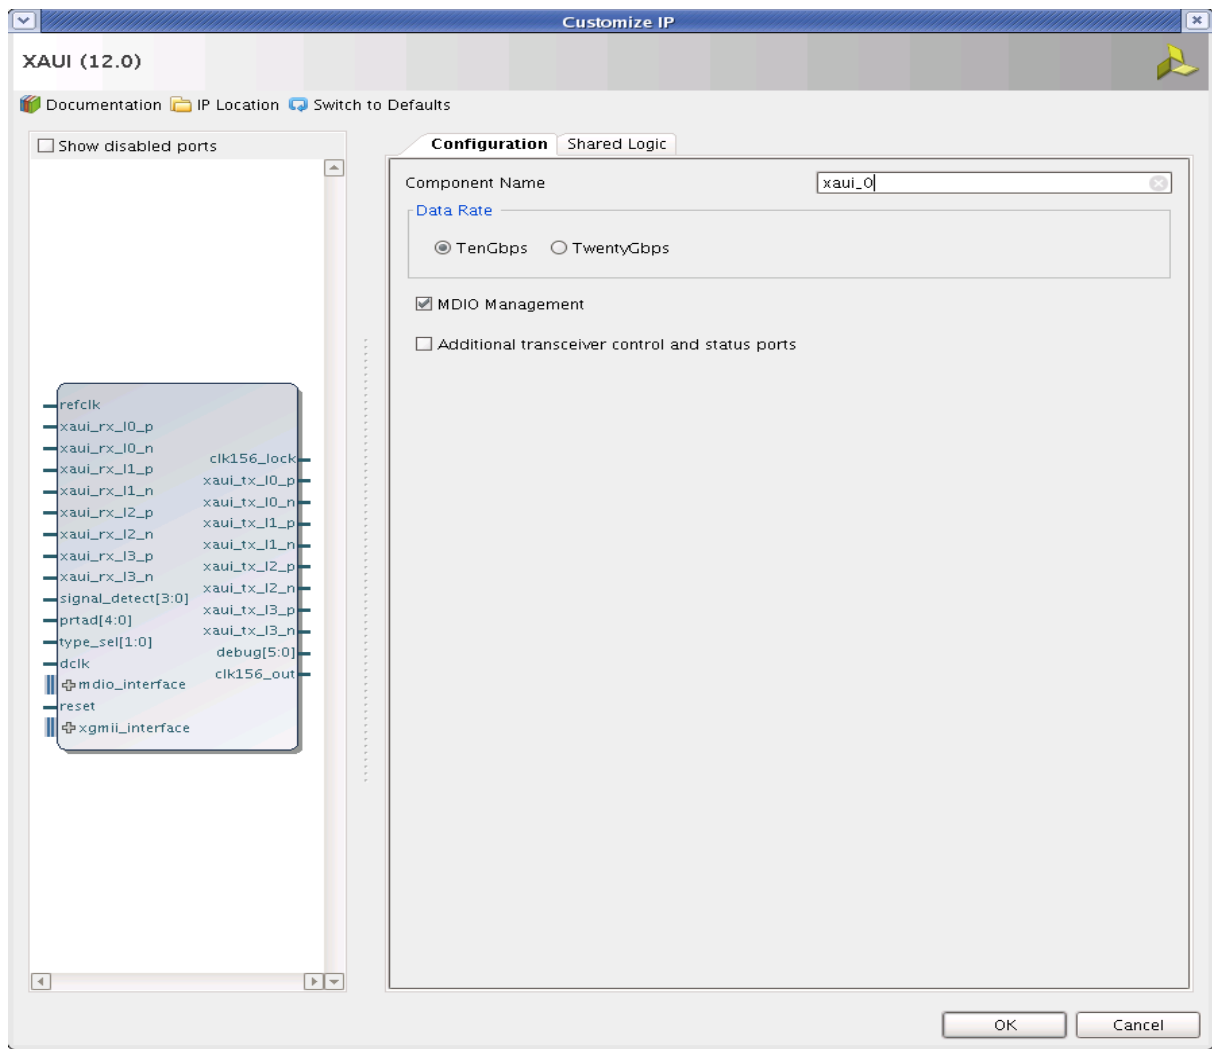 Customize IP
XAUI (12.0)
Documentation IP Location Switch to Defaults
Show disabled ports
refclk
xaui_rx_l0_p
xaui_rx_l0_n
xaui_rx_l1_p
xaui_rx_l1_n
xaui_rx_l2_p
xaui_rx_l2_n
xaui_rx_l3_p
xaui_rx_l3_n
signal_detect[3:0]
prtad[4:0]
type_sel[1:0]
dclk
mdio_interface
reset
xgmii_interface
clk156_lock
xaui_tx_l0_p
xaui_tx_l0_n
xaui_tx_l1_p
xaui_tx_l1_n
xaui_tx_l2_p
xaui_tx_l2_n
xaui_tx_l3_p
xaui_tx_l3_n
debug[5:0]
clk156_out
Configuration Shared Logic
Component Name xaui_0
Data Rate
TenGbps TwentyGbps
MDIO Management
Additional transceiver control and status ports
OK Cancel